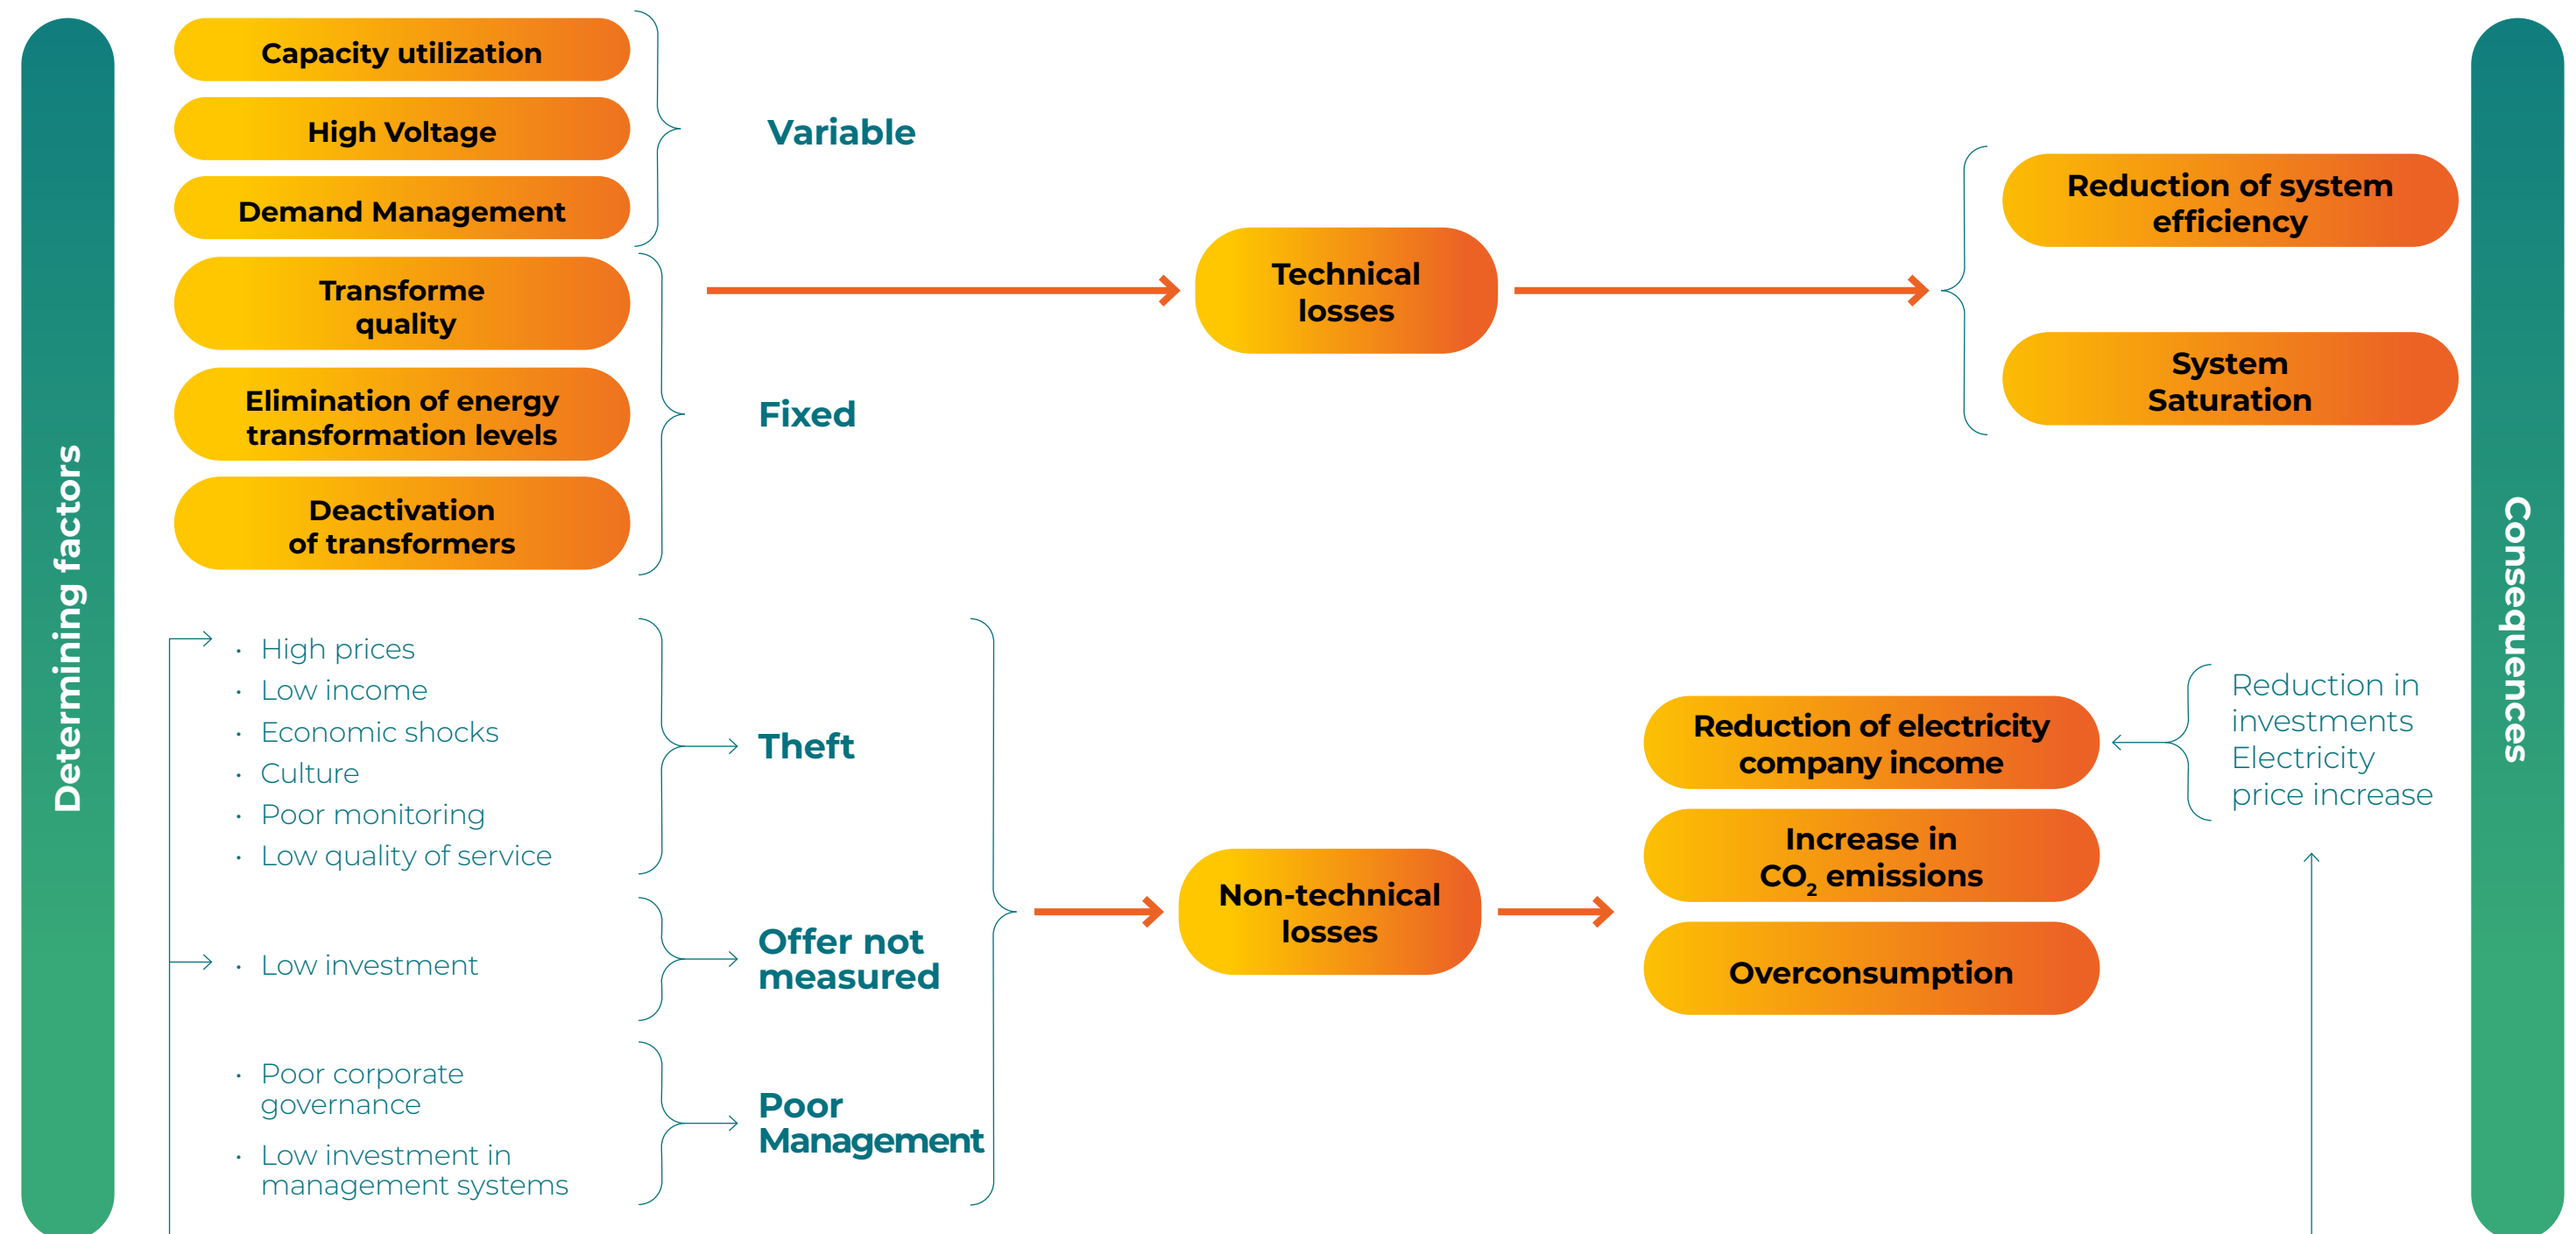 Determining factors
Capacity utilization
High Voltage
Demand Management
Variable
Transforme
quality
Elimination of energy
transformation levels
Deactivation
of transformers
Fixed
Technical
losses
Reduction of system
efficiency
System
Saturation
· High prices
· Low income
· Economic shocks
· Culture
· Poor monitoring
· Low quality of service
Theft
· Low investment
Offer not
measured
· Poor corporate
governance
· Low investment in
management systems
Poor
Management
Non-technical
losses
Reduction of electricity
company income
Increase in
CO₂ emissions
Overconsumption
Reduction in
investments
Electricity
price increase
Consequences